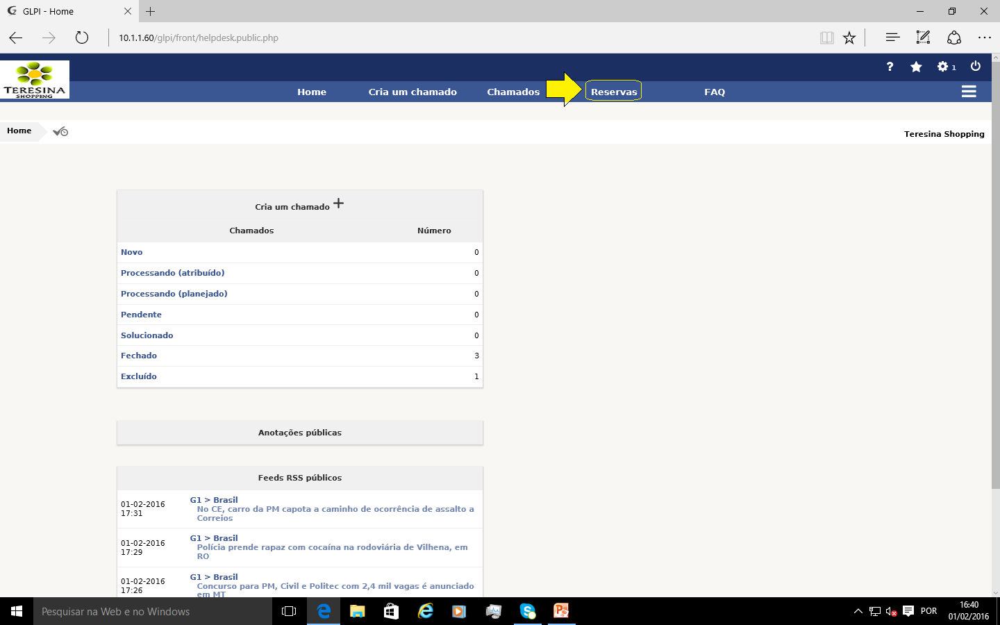 GLPI - Home
10.1.1.60/glpi/front/helpdesk.public.php
TERESINA
SHOPPING
? 1
Home Cria um chamado Chamados Reservas FAQ
Home
Teresina Shopping
Cria um chamado
Chamados Número
Novo 0
Processando (atribuído) 0
Processando (planejado) 0
Pendente 0
Solucionado 0
Fechado 3
Excluído 1
Anotações públicas
Feeds RSS públicos
01-02-2016
17:31
G1 > Brasil
No CE, carro da PM capota a caminho de ocorrência de assalto a
Correios
01-02-2016
17:29
G1 > Brasil
Polícia prende rapaz com cocaína na rodoviária de Vilhena, em
RO
01-02-2016
17:26
G1 > Brasil
Concurso para PM, Civil e Politec com 2,4 mil vagas é anunciado
em MT
Pesquisar na Web e no Windows
POR
16:40
01/02/2016